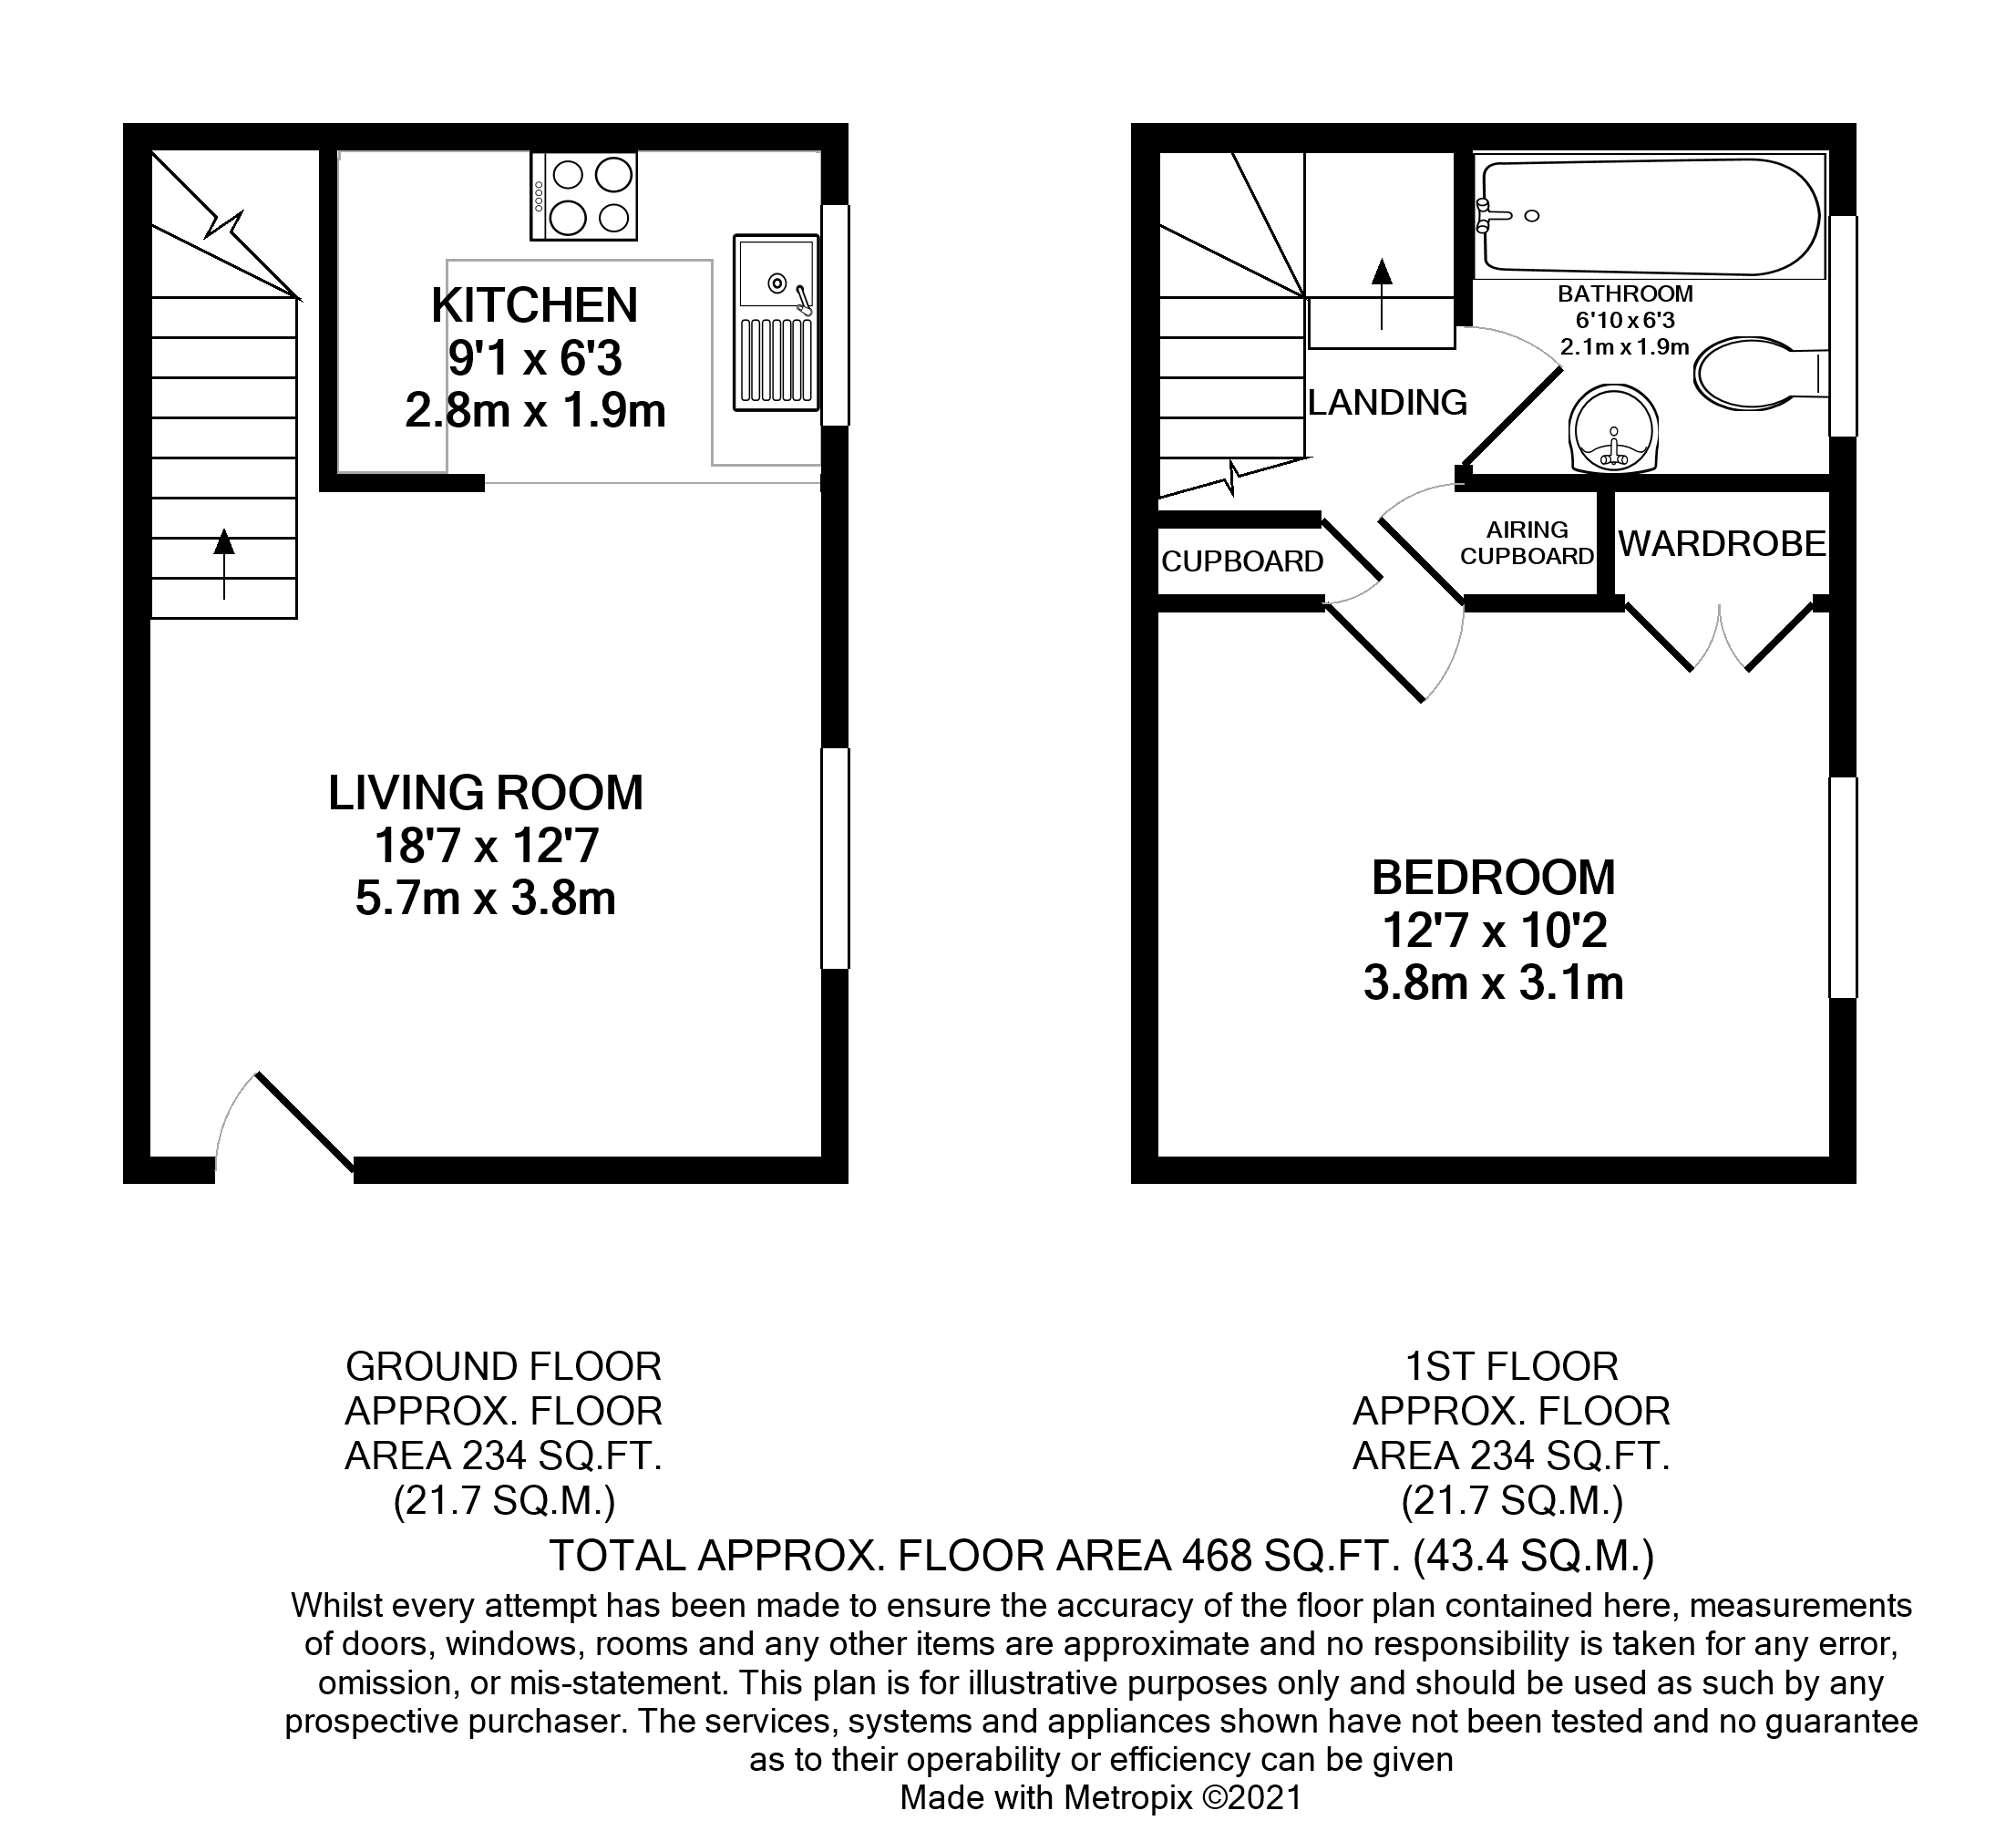 KITCHEN
9'1 x 6'3
2.8m x 1.9m
LIVING ROOM
18'7 x 12'7
5.7m x 3.8m
BATHROOM
6'10 x 6'3
2.1m x 1.9m
LANDING
CUPBOARD
AIRING
CUPBOARD
WARDROBE
BEDROOM
12'7 x 10'2
3.8m x 3.1m
GROUND FLOOR
APPROX. FLOOR
AREA 234 SQ.FT.
(21.7 SQ.M.)
1ST FLOOR
APPROX. FLOOR
AREA 234 SQ.FT.
(21.7 SQ.M.)
TOTAL APPROX. FLOOR AREA 468 SQ.FT. (43.4 SQ.M.)
Whilst every attempt has been made to ensure the accuracy of the floor plan contained here, measurements
of doors, windows, rooms and any other items are approximate and no responsibility is taken for any error,
omission, or mis-statement. This plan is for illustrative purposes only and should be used as such by any
prospective purchaser. The services, systems and appliances shown have not been tested and no guarantee
as to their operability or efficiency can be given
Made with Metropix ©2021